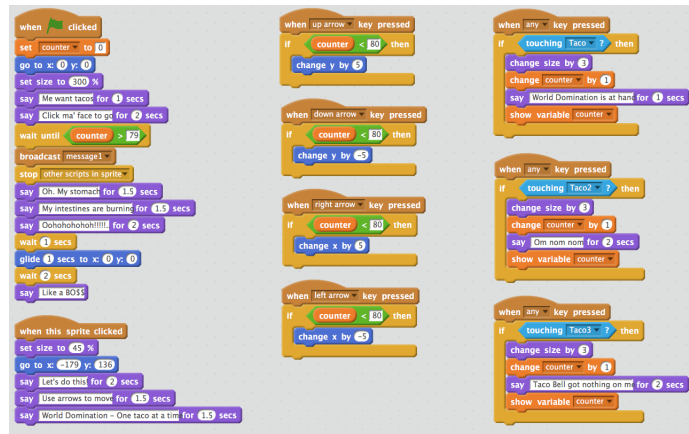 when clicked
set counter to 0
go to x: 0 y: 0
set size to 300 %
say Me want tacos for 1 secs
say Click ma' face to go for 2 secs
wait until counter > 79
broadcast message1
stop other scripts in sprite
say Oh. My stomach for 1.5 secs
say My intestines are burning for 1.5 secs
say Oohohohohoh!!!!!.. for 2 secs
wait 1 secs
glide 1 secs to x: 0 y: 0
wait 2 secs
say Like a BO$$
when this sprite clicked
set size to 45 %
go to x: -179 y: 136
say Let's do this! for 2 secs
say Use arrows to move for 1.5 secs
say World Domination - One taco at a tim for 1.5 secs
when up arrow key pressed
if counter < 80 then
change y by 5
when down arrow key pressed
if counter < 80 then
change y by -5
when right arrow key pressed
if counter < 80 then
change x by 5
when left arrow key pressed
if counter < 80 then
change x by -5
when any key pressed
if touching Taco ? then
change size by 3
change counter by 1
say World Domination is at hand for 1 secs
show variable counter
when any key pressed
if touching Taco2 ? then
change size by 3
change counter by 1
say Om nom nom for 2 secs
show variable counter
when any key pressed
if touching Taco3 ? then
change size by 3
change counter by 1
say Taco Bell got nothing on me for 2 secs
show variable counter